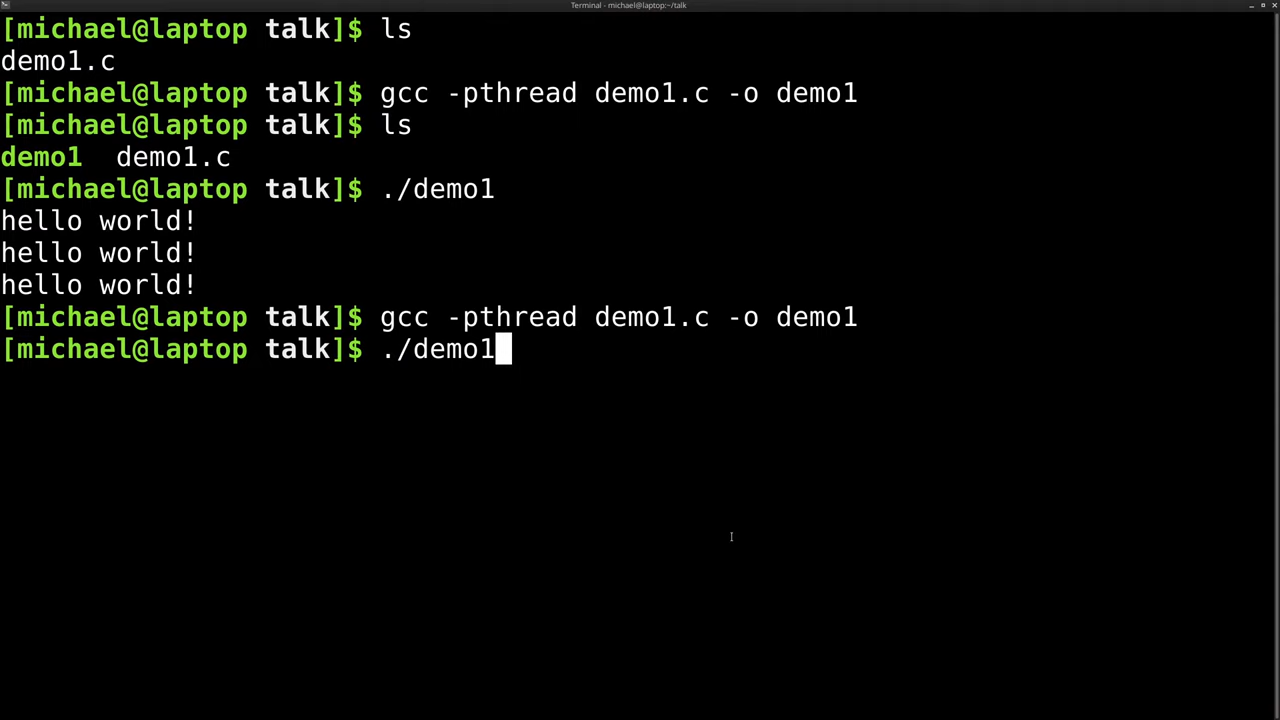 Terminal - michael@laptop:~/talk
[michael@laptop talk]$ ls
demo1.c
[michael@laptop talk]$ gcc -pthread demo1.c -o demo1
[michael@laptop talk]$ ls
demo1  demo1.c
[michael@laptop talk]$ ./demo1
hello world!
hello world!
hello world!
[michael@laptop talk]$ gcc -pthread demo1.c -o demo1
[michael@laptop talk]$ ./demo1